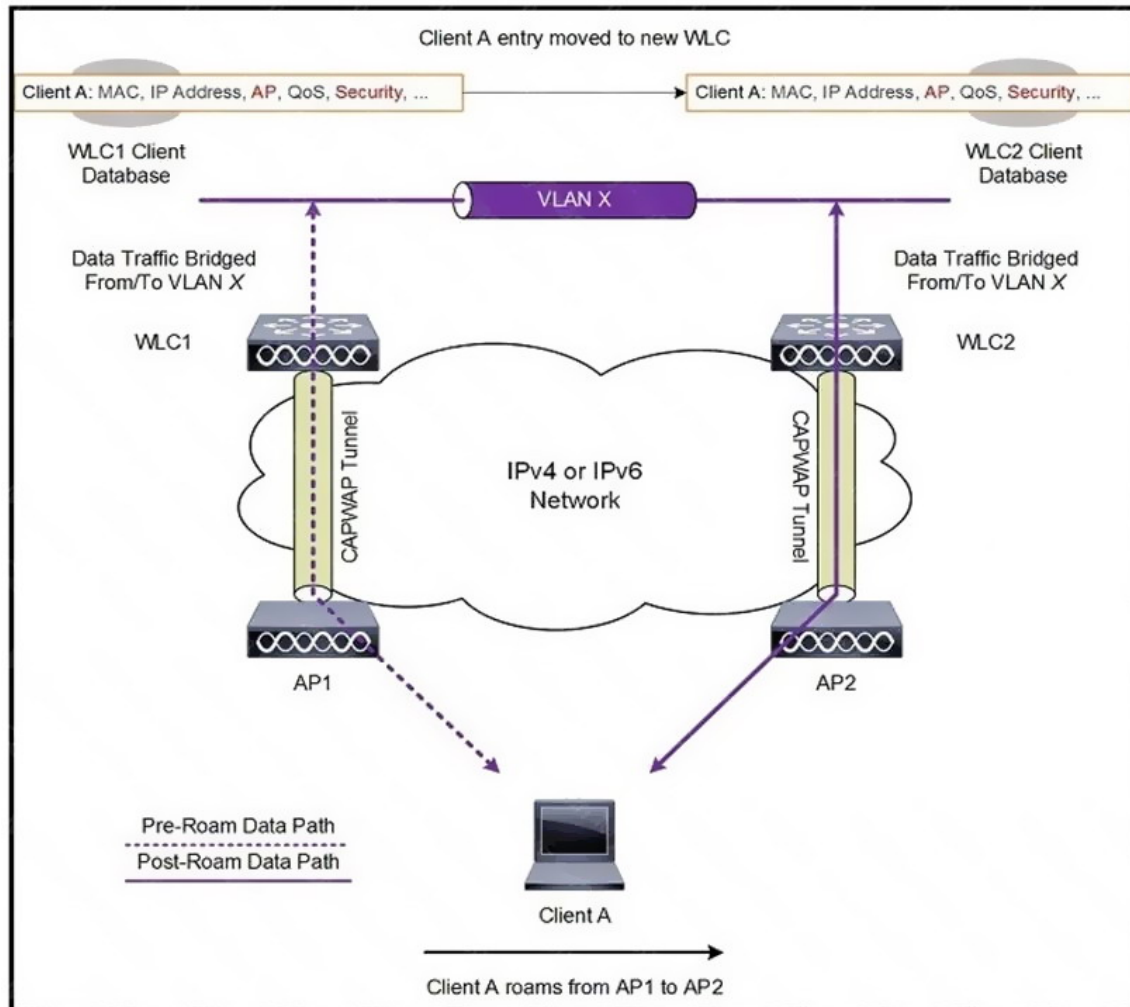 Client A entry moved to new WLC
Client A: MAC, IP Address, AP, QoS, Security, ...
Client A: MAC, IP Address, AP, QoS, Security, ...
WLC1 Client
Database
WLC2 Client
Database
VLAN X
Data Traffic Bridged
From/To VLAN X
Data Traffic Bridged
From/To VLAN X
WLC1
WLC2
CAPWAP Tunnel
IPv4 or IPv6
Network
CAPWAP Tunnel
AP1
AP2
Pre-Roam Data Path
Post-Roam Data Path
Client A
Client A roams from AP1 to AP2